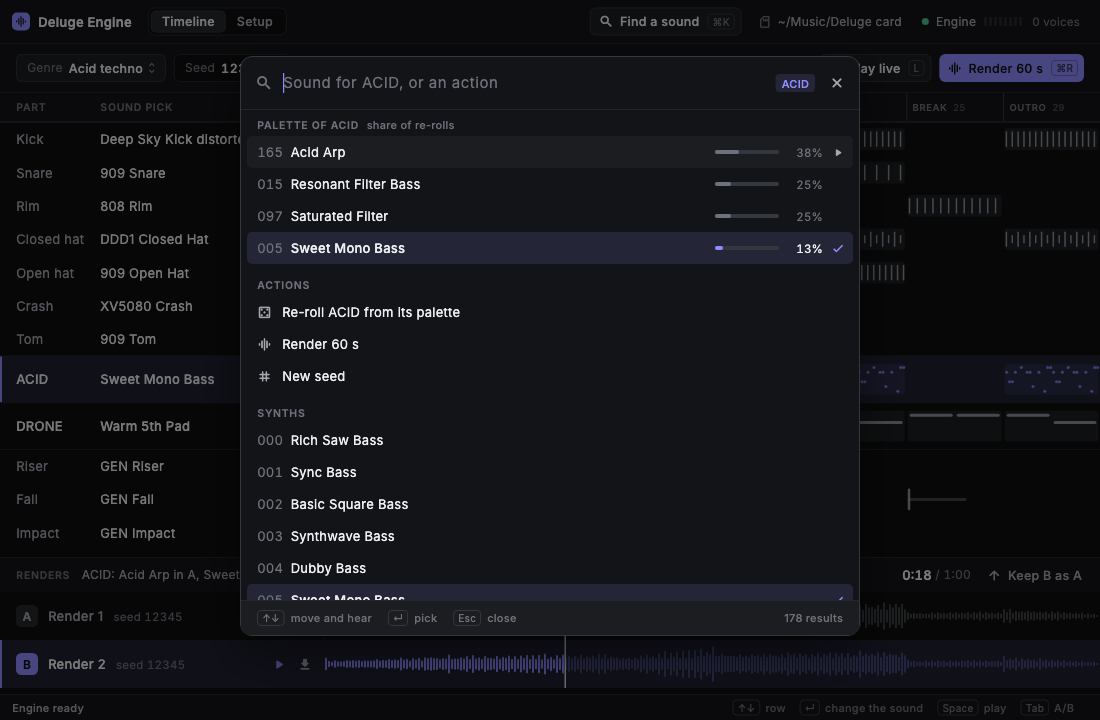 Deluge Engine Timeline Setup Find a sound ⌘K ~/Music/Deluge card Engine 0 voices
Genre Acid techno Seed ay live L Render 60 s ⌘R
Sound for ACID, or an action ACID
PART SOUND PICK BREAK 25 OUTRO 29
PALETTE OF ACID share of re-rolls
Kick Deep Sky Kick
165 Acid Arp 38%
Snare 909 Snare
015 Resonant Filter Bass 25%
Rim 808 Rim
097 Saturated Filter 25%
Closed hat DDD1 Closed Hat
005 Sweet Mono Bass 13%
Open hat 909 Open Hat
ACTIONS
Crash XV5080 Crash
Re-roll ACID from its palette
Tom 909 Tom
Render 60 s
ACID Sweet Mono Bass
New seed
SYNTHS
DRONE Warm 5th Pad
000 Rich Saw Bass
Riser GEN Riser
001 Sync Bass
Fall GEN Fall
002 Basic Square Bass
Impact GEN Impact
003 Synthwave Bass
004 Dubby Bass
RENDERS ACID: Acid Arp in A, Sweet 0:18 / 1:00 Keep B as A
005 Sweet Mono Bass
A Render 1 seed 12345
↑↓ move and hear ↵ pick Esc close 178 results
B Render 2 seed 12345
Engine ready ↑↓ row ↵ change the sound Space play Tab A/B